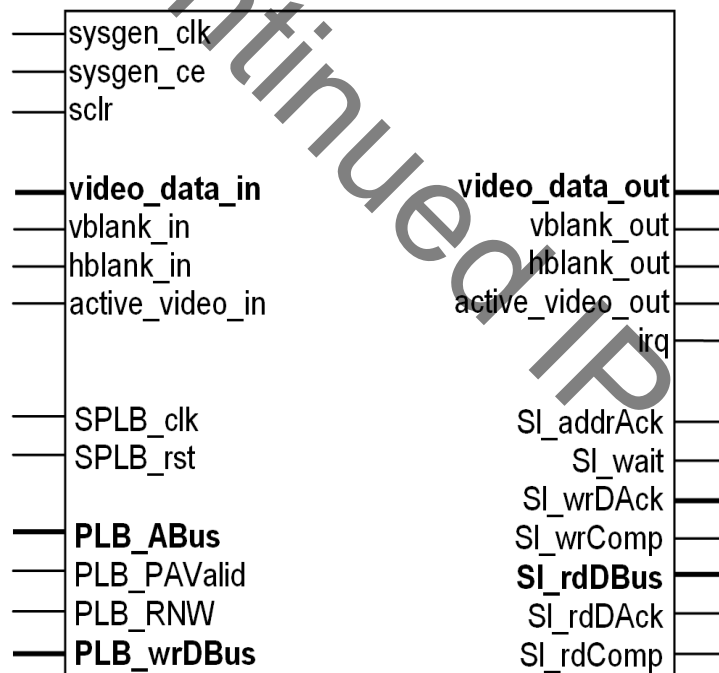 sysgen_clk
sysgen_ce
sclr
video_data_in
vblank_in
hblank_in
active_video_in
video_data_out
vblank_out
hblank_out
active_video_out
irq
SPLB_clk
SPLB_rst
PLB_ABus
PLB_PAValid
PLB_RNW
PLB_wrDBus
Sl_addrAck
Sl_wait
Sl_wrDAck
Sl_wrComp
Sl_rdDBus
Sl_rdDAck
Sl_rdComp
ntinued IP